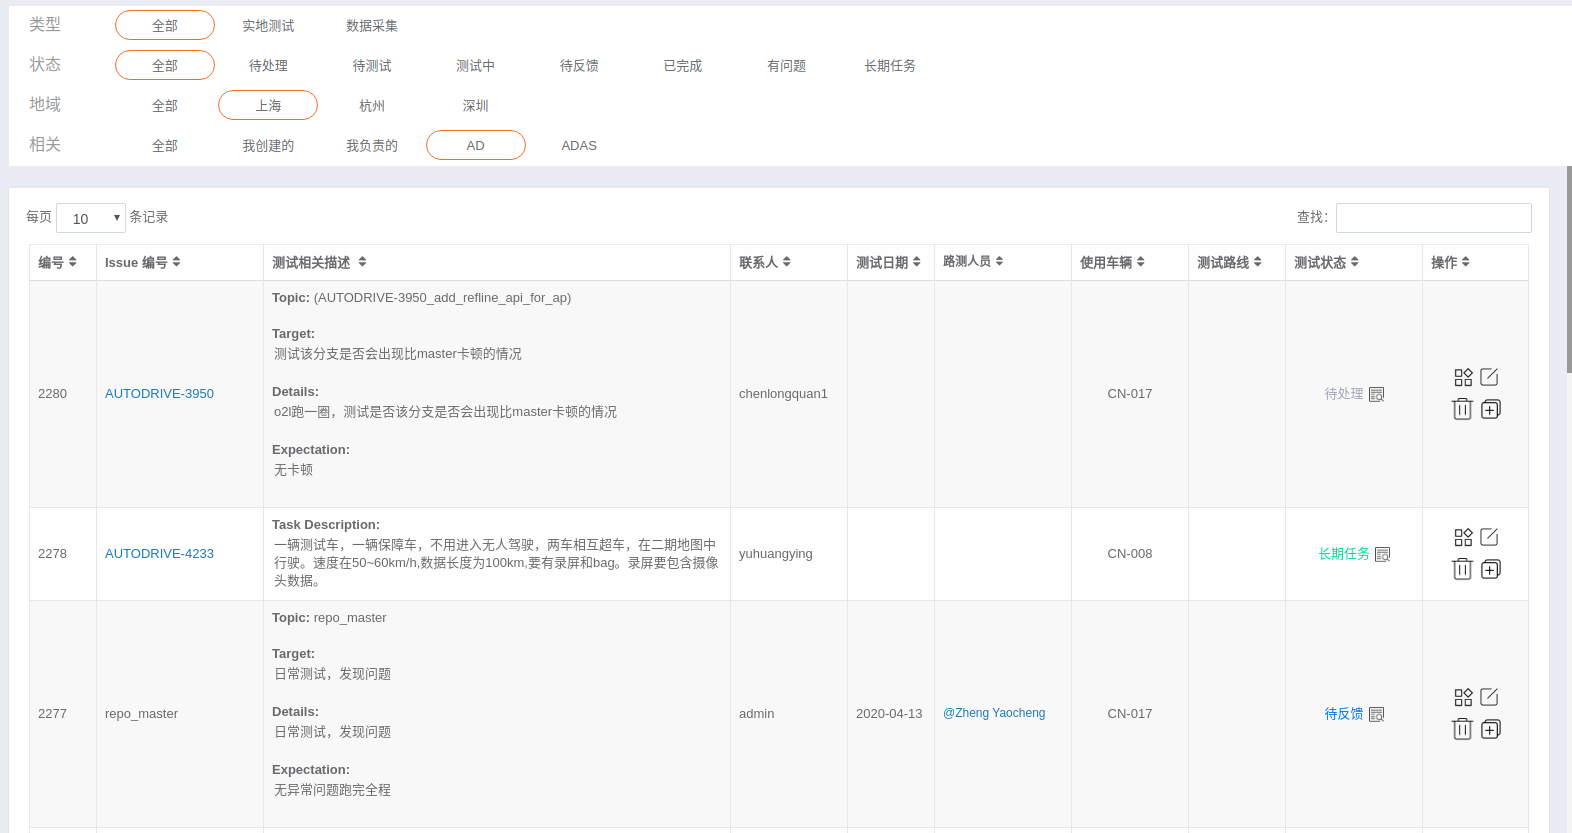 类型 全部 实地测试 数据采集
状态 全部 待处理 待测试 测试中 待反馈 已完成 有问题 长期任务
地域 全部 上海 杭州 深圳
相关 全部 我创建的 我负责的 AD ADAS
每页 10 条记录 查找：
编号 Issue 编号 测试相关描述 联系人 测试日期 路测人员 使用车辆 测试路线 测试状态 操作
Topic: (AUTODRIVE-3950_add_refline_api_for_ap)
Target:
测试该分支是否会出现比master卡顿的情况
Details:
2280 AUTODRIVE-3950 chenlongquan1 CN-017 待处理
o2l跑一圈，测试是否该分支是否会出现比master卡顿的情况
Expectation:
无卡顿
Task Description:
一辆测试车，一辆保障车，不用进入无人驾驶，两车相互超车，在二期地图中
2278 AUTODRIVE-4233 yuhuangying CN-008 长期任务
行驶。速度在50~60km/h,数据长度为100km,要有录屏和bag。录屏要包含摄像
头数据。
Topic: repo_master
Target:
日常测试，发现问题
Details:
2277 repo_master admin 2020-04-13 @Zheng Yaocheng CN-017 待反馈
日常测试，发现问题
Expectation:
无异常问题跑完全程